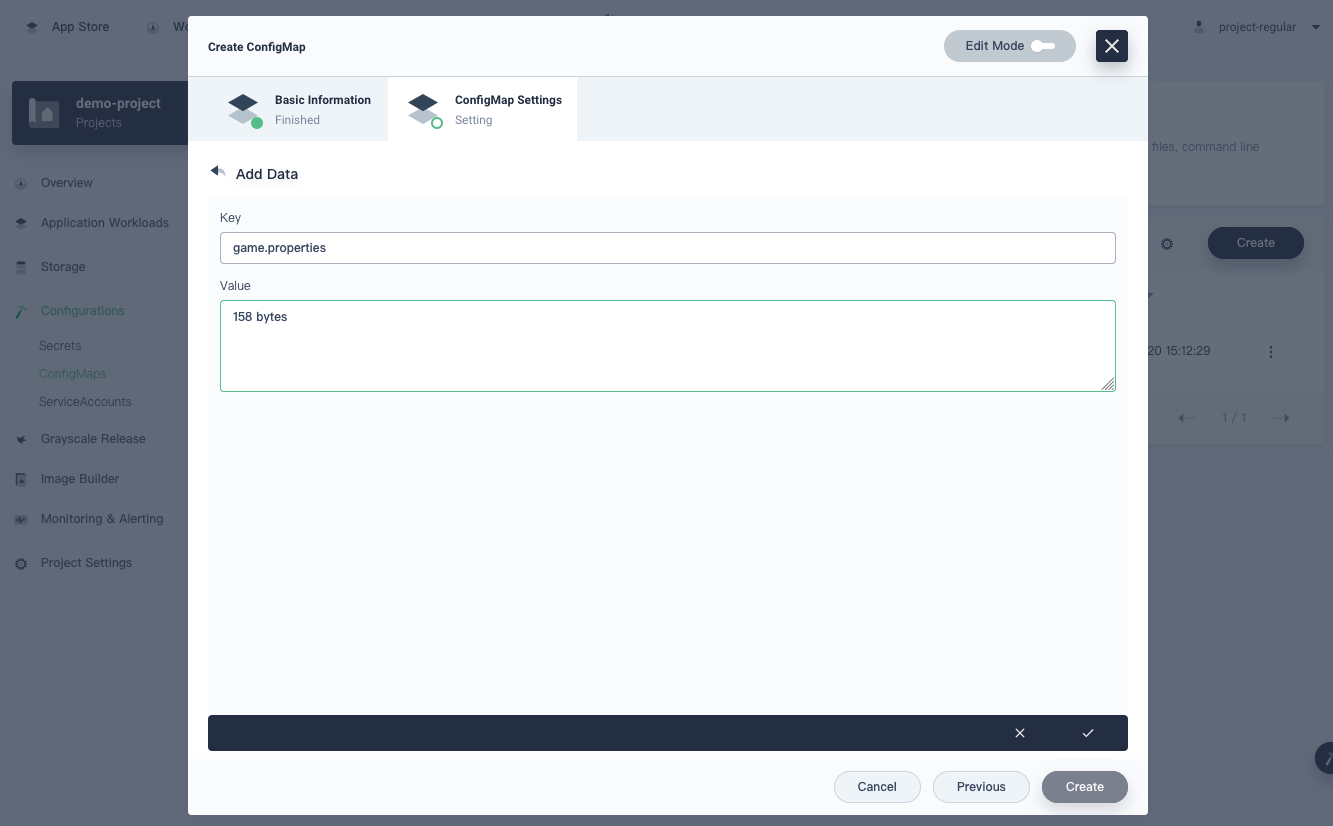 App Store
Create ConfigMap
Edit Mode
project-regular
demo-project
Projects
Basic Information
Finished
ConfigMap Settings
Setting
files, command line
Overview
Application Workloads
Storage
Configurations
Secrets
ConfigMaps
ServiceAccounts
Grayscale Release
Image Builder
Monitoring & Alerting
Project Settings
Add Data
Key
game.properties
Value
158 bytes
Create
20 15:12:29
1 / 1
Cancel
Previous
Create